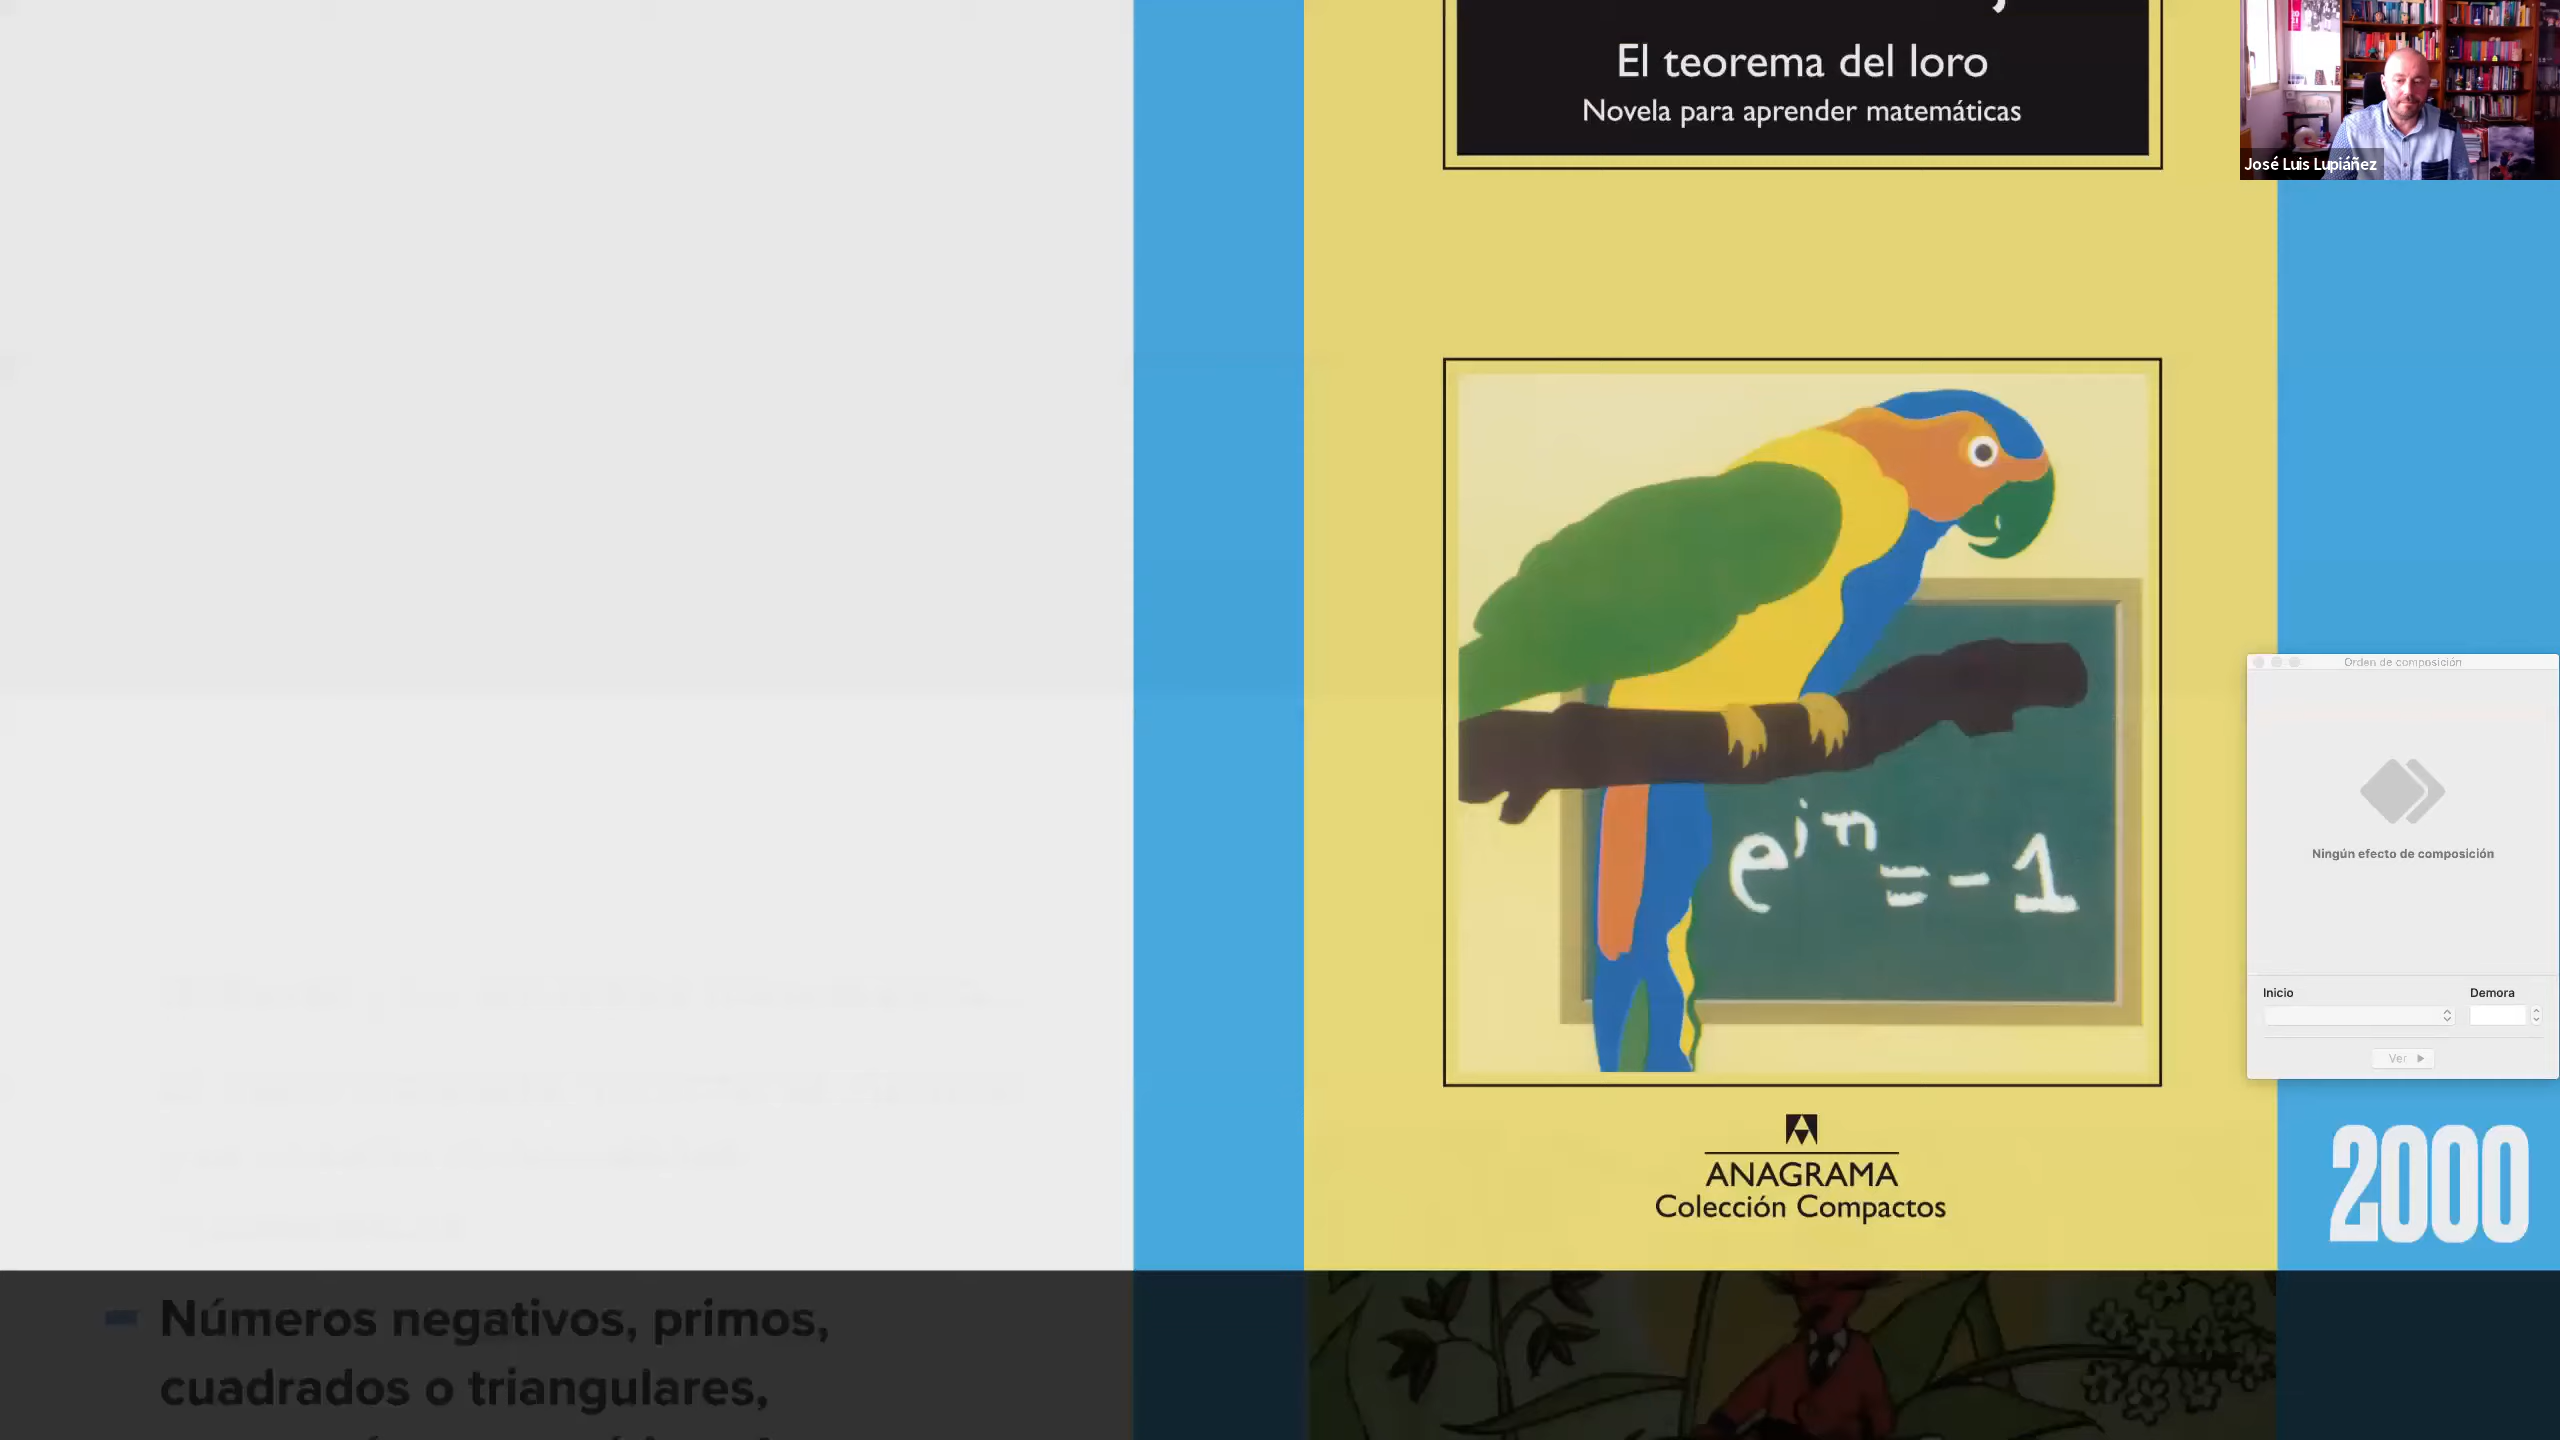 El teorema del loro
Novela para aprender matemáticas
José Luis Lupiáñez
Orden de composición
e^{iπ} = - 1
Ningún efecto de composición
Inicio
Demora
Ver
ANAGRAMA
Colección Compactos
2000
Números negativos, primos,
cuadrados o triangulares,